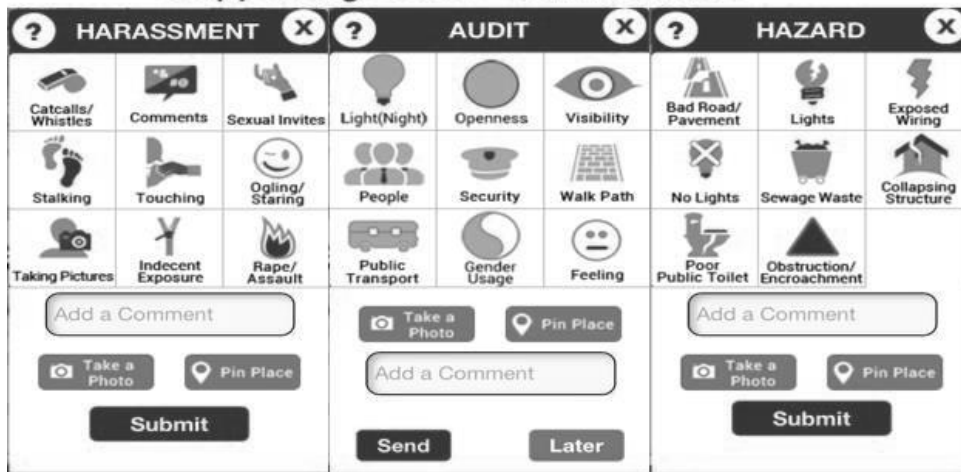 ? HARASSMENT X
Catcalls/
Whistles
Comments
Sexual Invites
Stalking
Touching
Ogling/
Staring
Taking Pictures
Indecent
Exposure
Rape/
Assault
Add a Comment
Take a
Photo
Pin Place
Submit
? AUDIT X
Light(Night)
Openness
Visibility
People
Security
Walk Path
Public
Transport
Gender
Usage
Feeling
Take a
Photo
Pin Place
Add a Comment
Send
Later
? HAZARD X
Bad Road/
Pavement
Lights
Exposed
Wiring
No Lights
Sewage Waste
Collapsing
Structure
Poor
Public Toilet
Obstruction/
Encroachment
Add a Comment
Take a
Photo
Pin Place
Submit